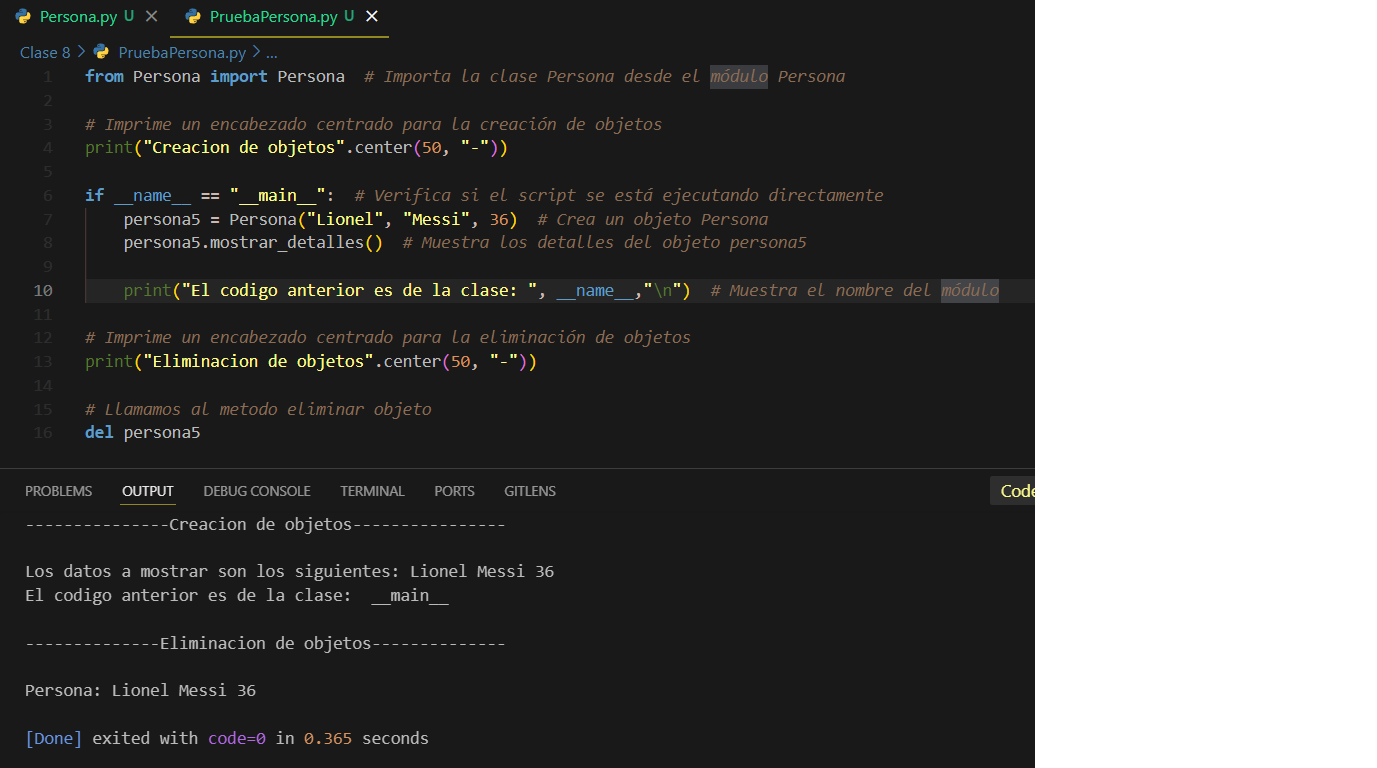 Persona.py U
PruebaPersona.py U
Clase 8 > PruebaPersona.py > ...
1 from Persona import Persona  # Importa la clase Persona desde el módulo Persona
2
3 # Imprime un encabezado centrado para la creación de objetos
4 print("Creacion de objetos".center(50, "-"))
5
6 if __name__ == "__main__":  # Verifica si el script se está ejecutando directamente
7     persona5 = Persona("Lionel", "Messi", 36)  # Crea un objeto Persona
8     persona5.mostrar_detalles()  # Muestra los detalles del objeto persona5
9
10     print("El codigo anterior es de la clase: ", __name__,"\n")  # Muestra el nombre del módulo
11
12 # Imprime un encabezado centrado para la eliminación de objetos
13 print("Eliminacion de objetos".center(50, "-"))
14
15 # Llamamos al metodo eliminar objeto
16 del persona5
PROBLEMS OUTPUT DEBUG CONSOLE TERMINAL PORTS GITLENS Code
---------------Creacion de objetos----------------
Los datos a mostrar son los siguientes: Lionel Messi 36
El codigo anterior es de la clase:  __main__
--------------Eliminacion de objetos--------------
Persona: Lionel Messi 36
[Done] exited with code=0 in 0.365 seconds